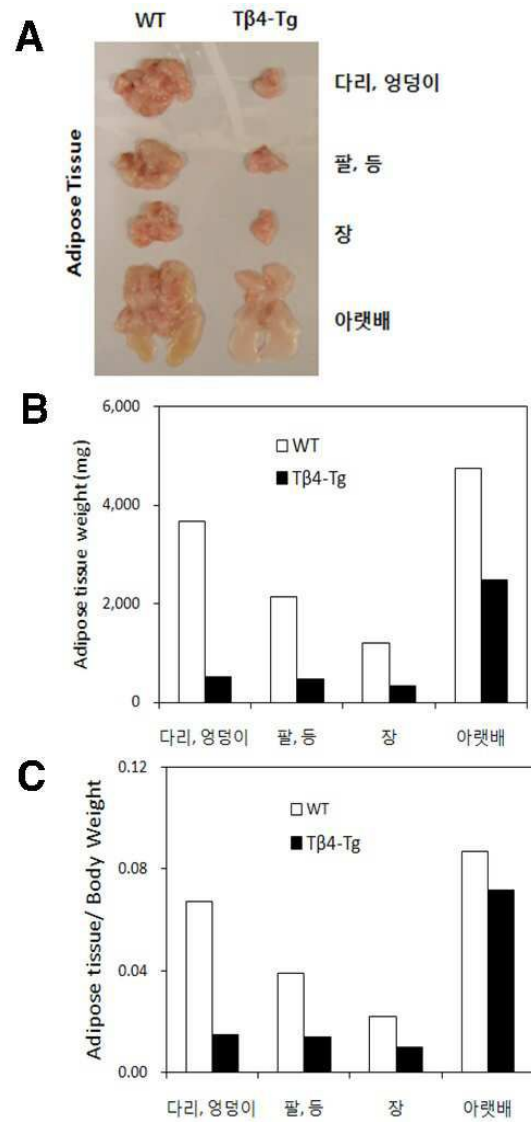 A
WT Tβ4-Tg
Adipose Tissue
다리, 엉덩이
팔, 등
장
아랫배
B
Adipose tissue weight (mg)
6,000
4,000
2,000
0
WT
Tβ4-Tg
다리, 엉덩이 팔, 등 장 아랫배
C
Adipose tissue/ Body Weight
0.12
0.08
0.04
0.00
WT
Tβ4-Tg
다리, 엉덩이 팔, 등 장 아랫배